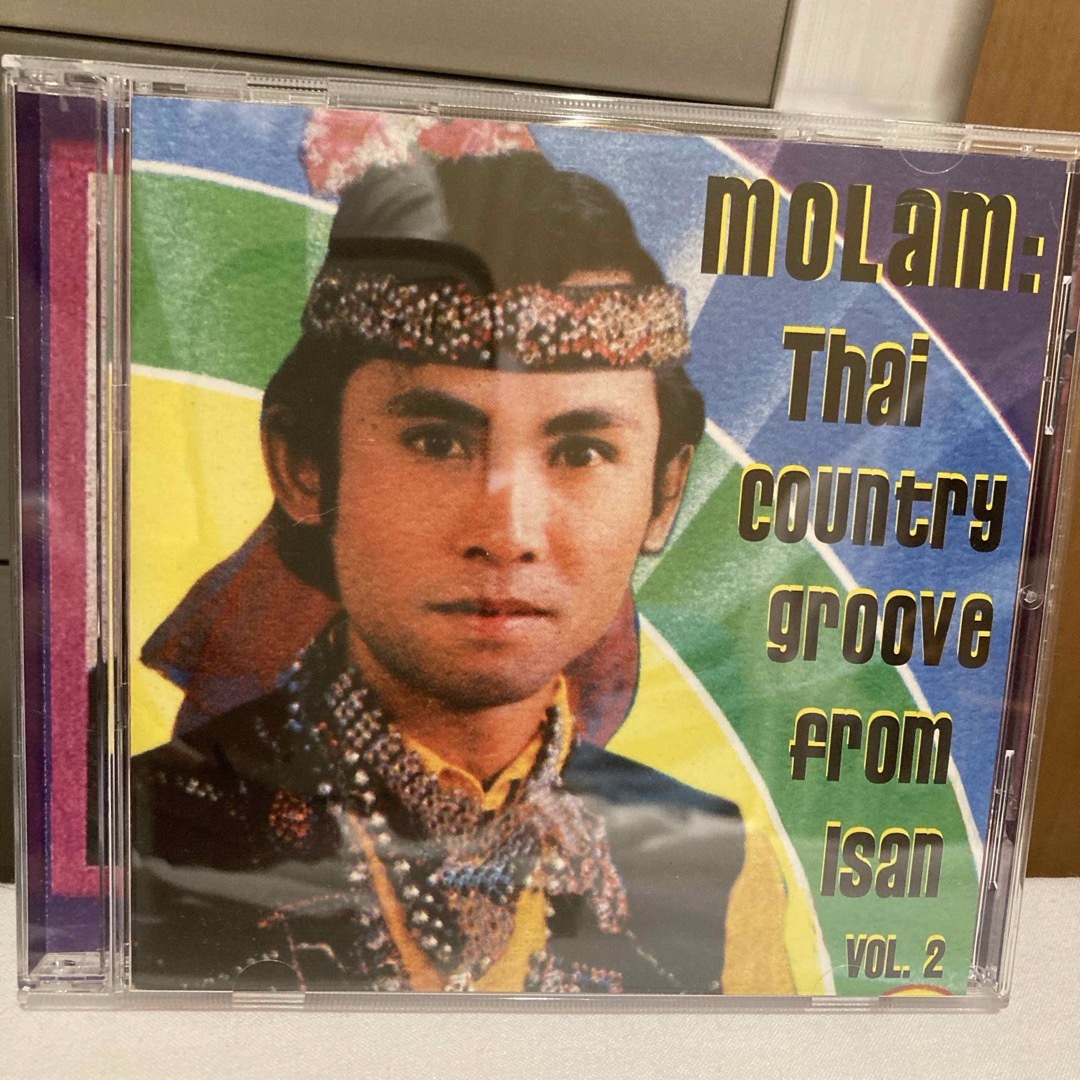 MOLAM:
Thai
country
groove
from
Isan
VOL. 2